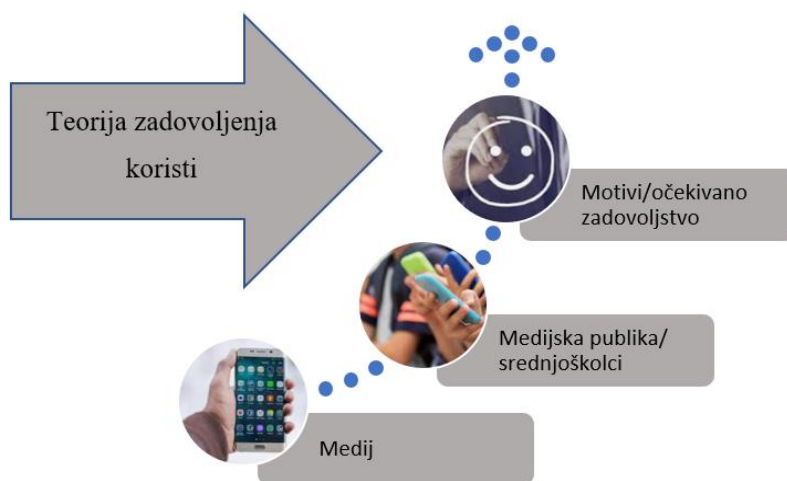 Teorija zadovoljenja
koristi
Motivi/očekivano
zadovoljstvo
Medijska publika/
srednjoškolci
Medij